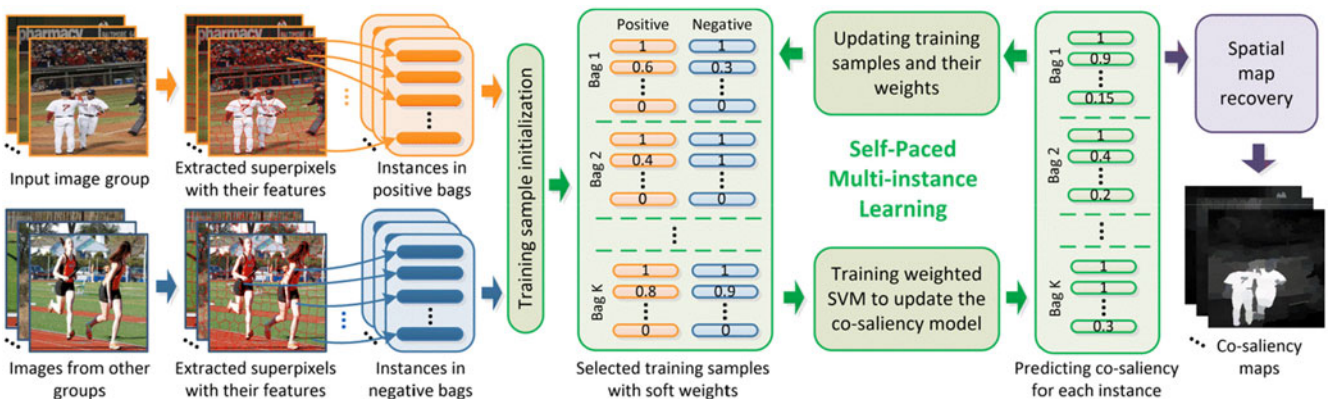 pharmacy
Input image group
Extracted superpixels
with their features
Instances in
positive bags
Images from other
groups
Extracted superpixels
with their features
Instances in
negative bags
Training sample initialization
Positive Negative
Bag 1
1 1
0.6 0.3
0 0
Bag 2
1 1
0.4 1
0 0
Bag K
1 1
0.8 0.9
0 0
Selected training samples
with soft weights
Updating training
samples and their
weights
Self-Paced
Multi-instance
Learning
Training weighted
SVM to update the
co-saliency model
Bag 1
1
0.9
0.15
Bag 2
1
0.4
0.2
Bag K
1
1
0.3
Predicting co-saliency
for each instance
Spatial
map
recovery
Co-saliency
maps